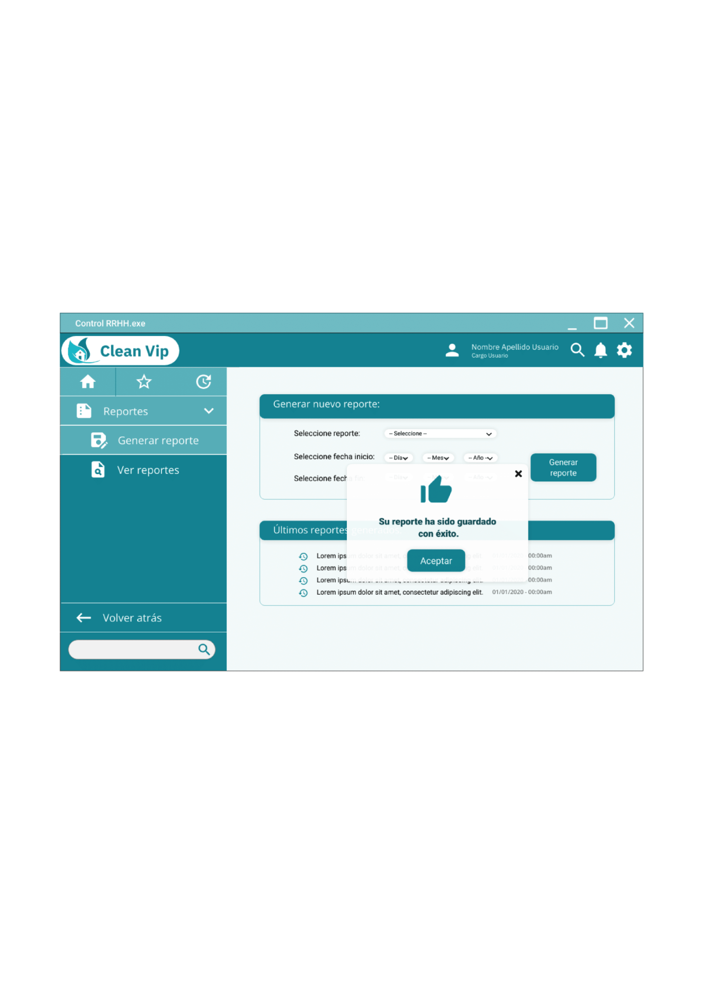 Control RRHH.exe
Clean Vip
Nombre Apellido Usuario
Cargo Usuario
Reportes
Generar reporte
Ver reportes
Volver atrás
Generar nuevo reporte:
Seleccione reporte:
-- Seleccione --
Seleccione fecha inicio:
-- Día
-- Mes
-- Año --
Seleccione fecha fin:
-- Día
-- Año --
Generar
reporte
Su reporte ha sido guardado
con éxito.
Aceptar
Últimos reportes generados:
Lorem ipsum dolor sit amet, elit. 01/01/2020 - 00:00am
Lorem ipsum dolor sit amet, elit. 01/01/2020 - 00:00am
Lorem ipsum dolor sit amet, consectetur adipiscing elit. 01/01/2020 - 00:00am
Lorem ipsum dolor sit amet, consectetur adipiscing elit. 01/01/2020 - 00:00am